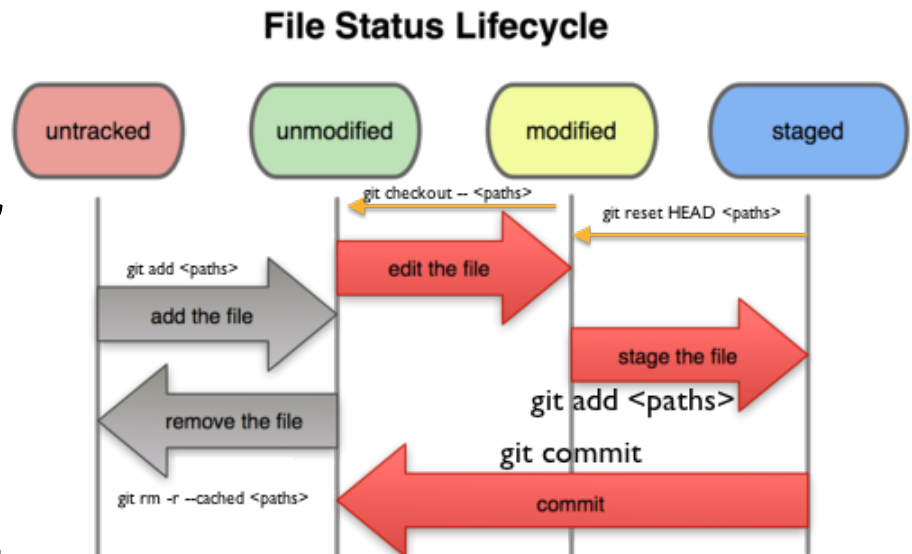 File Status Lifecycle
untracked
unmodified
modified
staged
git checkout -- <paths>
git reset HEAD <paths>
git add <paths>
edit the file
add the file
stage the file
git add <paths>
remove the file
git commit
git rm -r --cached <paths>
commit